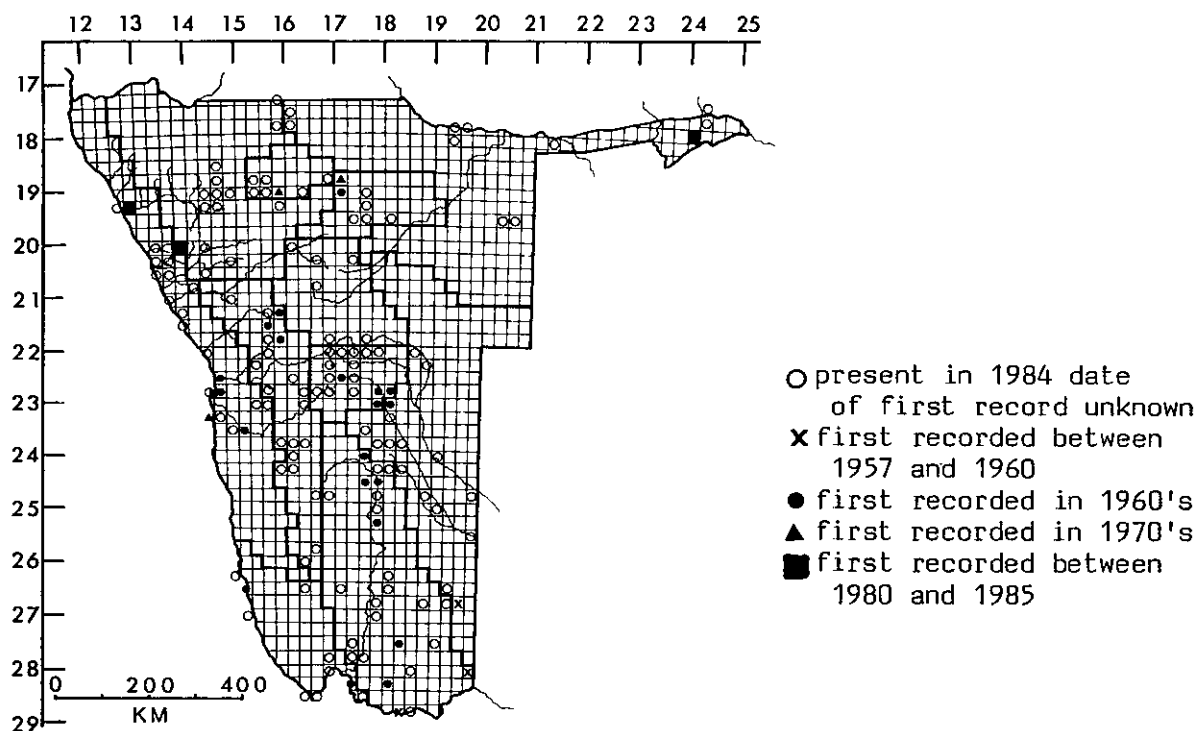 12 13 14 15 16 17 18 19 20 21 22 23 24 25
17
18
19
20
21
22
23
24
25
26
27
28
29
0 200 400
KM
present in 1984 date
of first record unknown
first recorded between
1957 and 1960
first recorded in 1960's
first recorded in 1970's
first recorded between
1980 and 1985